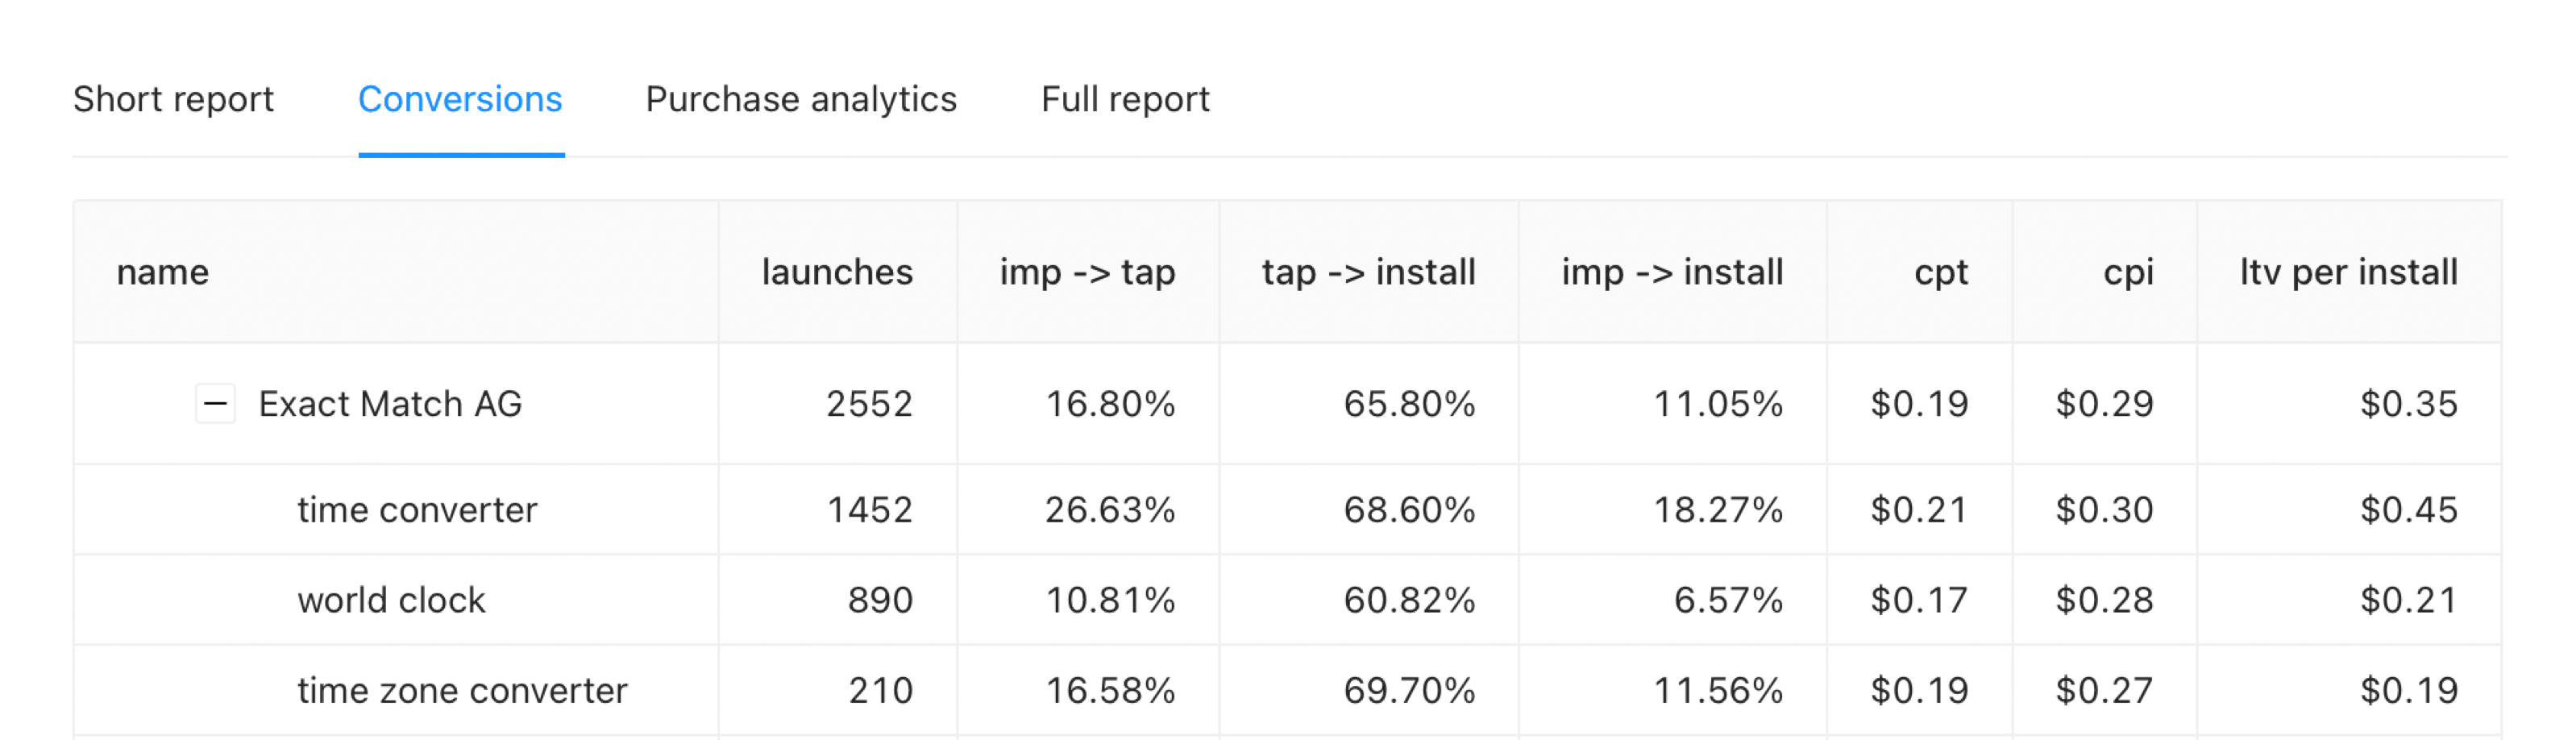 Short report Conversions Purchase analytics Full report
name launches imp -> tap tap -> install imp -> install cpt cpi ltv per install
Exact Match AG 2552 16.80% 65.80% 11.05% $0.19 $0.29 $0.35
time converter 1452 26.63% 68.60% 18.27% $0.21 $0.30 $0.45
world clock 890 10.81% 60.82% 6.57% $0.17 $0.28 $0.21
time zone converter 210 16.58% 69.70% 11.56% $0.19 $0.27 $0.19